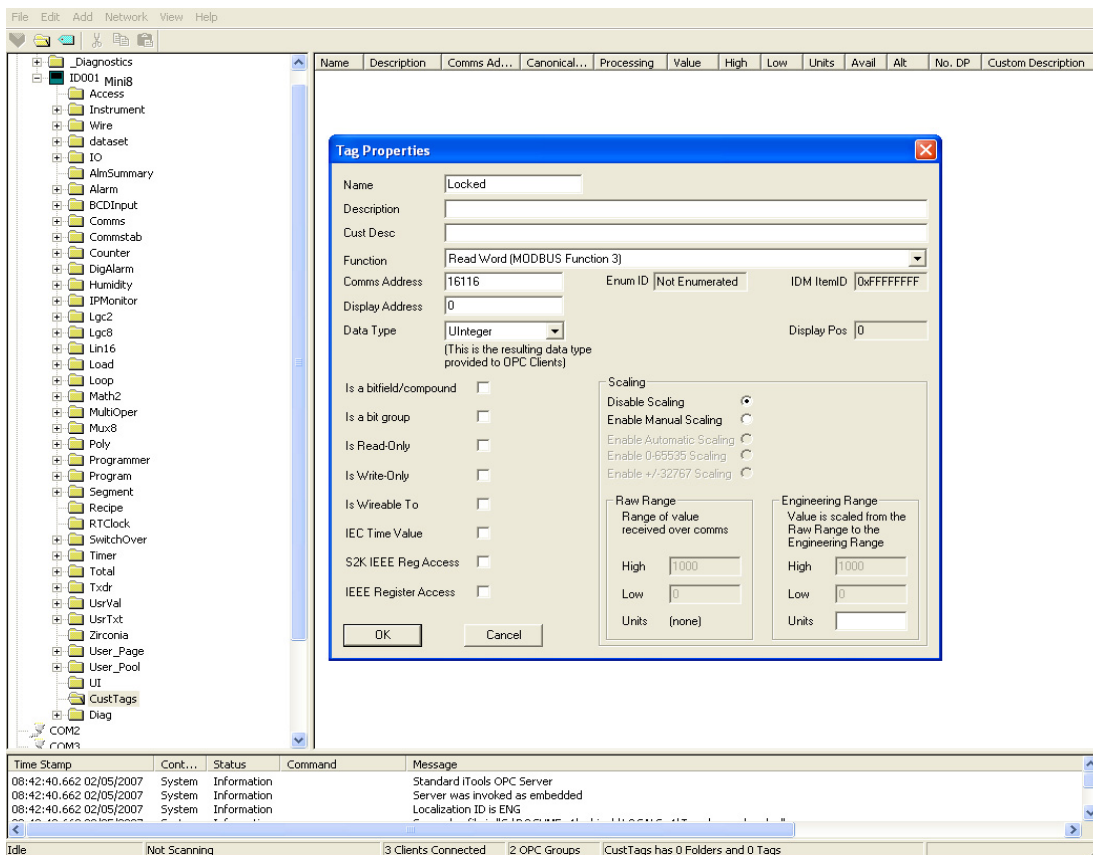 File Edit Add Network View Help
_Diagnostics
ID001 Mini8
Access
Instrument
Wire
dataset
IO
AlmSummary
Alarm
BCDInput
Comms
Commstab
Counter
DigAlarm
Humidity
IPMonitor
Lgc2
Lgc8
Lin16
Load
Loop
Math2
MultiOper
Mux8
Poly
Programmer
Program
Segment
Recipe
RTClock
SwitchOver
Timer
Total
Txdr
UsrVal
UsrTxt
Zirconia
User_Page
User_Pool
UI
CustTags
Diag
COM2
COM3
Name Description Comms Ad... Canonical... Processing Value High Low Units Avail Alt No. DP Custom Description
Tag Properties
Name Locked
Description
Cust Desc
Function Read Word (MODBUS Function 3)
Comms Address 16116 Enum ID Not Enumerated IDM ItemID 0xFFFFFFFF
Display Address 0
Data Type UInteger Display Pos 0
(This is the resulting data type
provided to OPC Clients)
Is a bitfield/compound
Is a bit group
Is Read-Only
Is Write-Only
Is Wireable To
IEC Time Value
S2K IEEE Reg Access
IEEE Register Access
OK Cancel
Scaling
Disable Scaling
Enable Manual Scaling
Enable Automatic Scaling
Enable 0-65535 Scaling
Enable +/-32767 Scaling
Raw Range
Range of value
received over comms
High 1000
Low 0
Units (none)
Engineering Range
Value is scaled from the
Raw Range to the
Engineering Range
High 1000
Low 0
Units
Time Stamp Cont... Status Command Message
08:42:40.662 02/05/2007 System Information Standard iTools OPC Server
08:42:40.662 02/05/2007 System Information Server was invoked as embedded
08:42:40.662 02/05/2007 System Information Localization ID is ENG
Idle Not Scanning 3 Clients Connected 2 OPC Groups CustTags has 0 Folders and 0 Tags